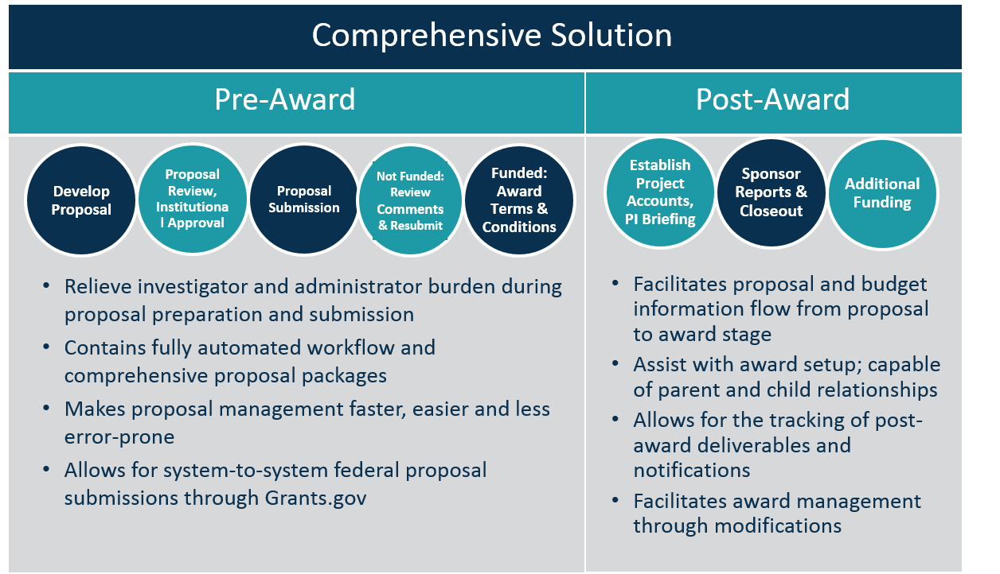 Comprehensive Solution
Pre-Award
Post-Award
Develop
Proposal
Proposal
Review,
Instituciona
l Approval
Proposal
Submission
Not Funded:
Review
Comments
& Resubmit
Funded:
Award
Terms &
Conditions
Establish
Project
Accounts,
PI Briefing
Sponsor
Reports &
Closeout
Additional
Funding
• Relieve investigator and administrator burden during
proposal preparation and submission
• Contains fully automated workflow and
comprehensive proposal packages
• Makes proposal management faster, easier and less
error-prone
• Allows for system-to-system federal proposal
submissions through Grants.gov
• Facilitates proposal and budget
information flow from proposal
to award stage
• Assist with award setup; capable
of parent and child relationships
• Allows for the tracking of post-
award deliverables and
notifications
• Facilitates award management
through modifications